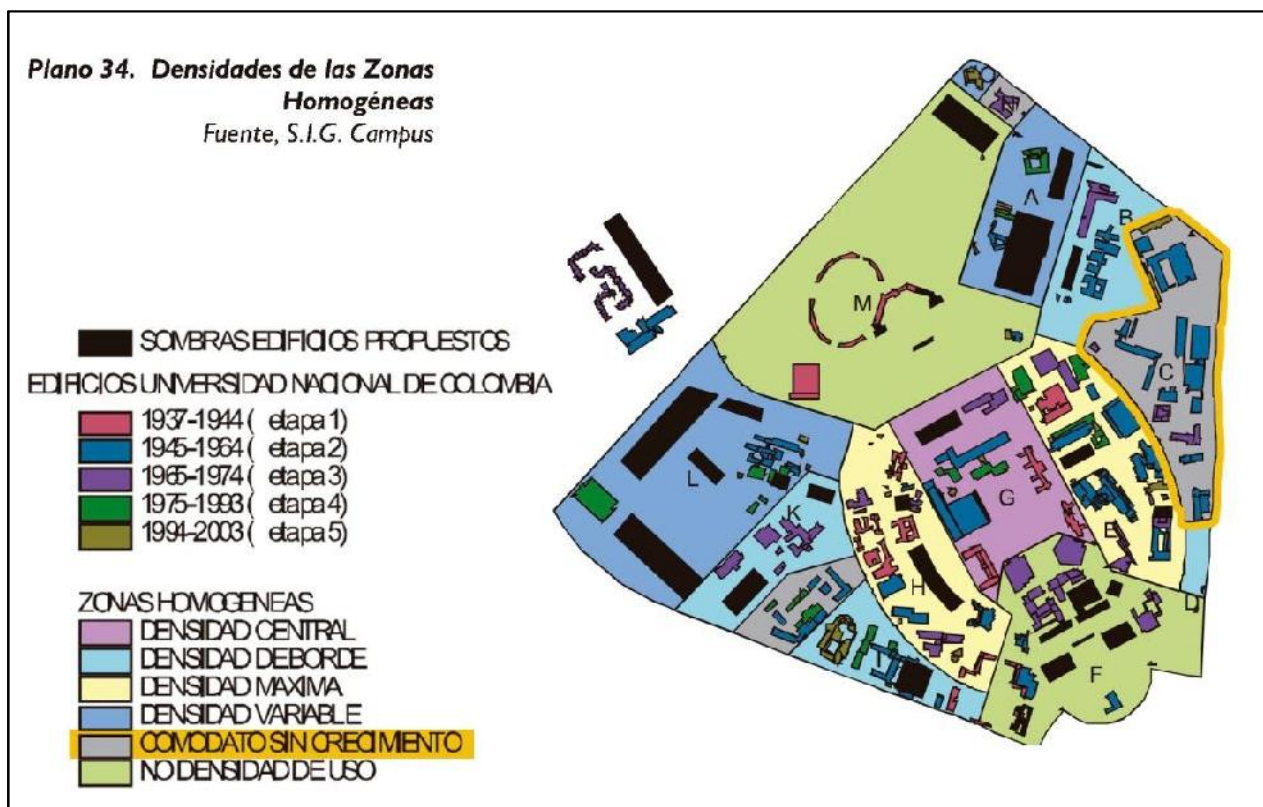 Plano 34. Densidades de las Zonas
Homogéneas
Fuente, S.I.G. Campus
SOMBRAS EDIFICIOS PROPUESTOS
EDIFICIOS UNIVERSIDAD NACIONAL DE COLOMBIA
1937-1944 ( etapa 1)
1945-1964 ( etapa 2)
1965-1974 ( etapa 3)
1975-1993 ( etapa 4)
1994-2003 ( etapa 5)
ZONAS HOMOGENEAS
DENSIDAD CENTRAL
DENSIDAD DE BORDE
DENSIDAD MAXIMA
DENSIDAD VARIABLE
COMODATO SIN CRECIMIENTO
NO DENSIDAD DE USO
A
B
M
C
L
G
K
E
H
D
I
F